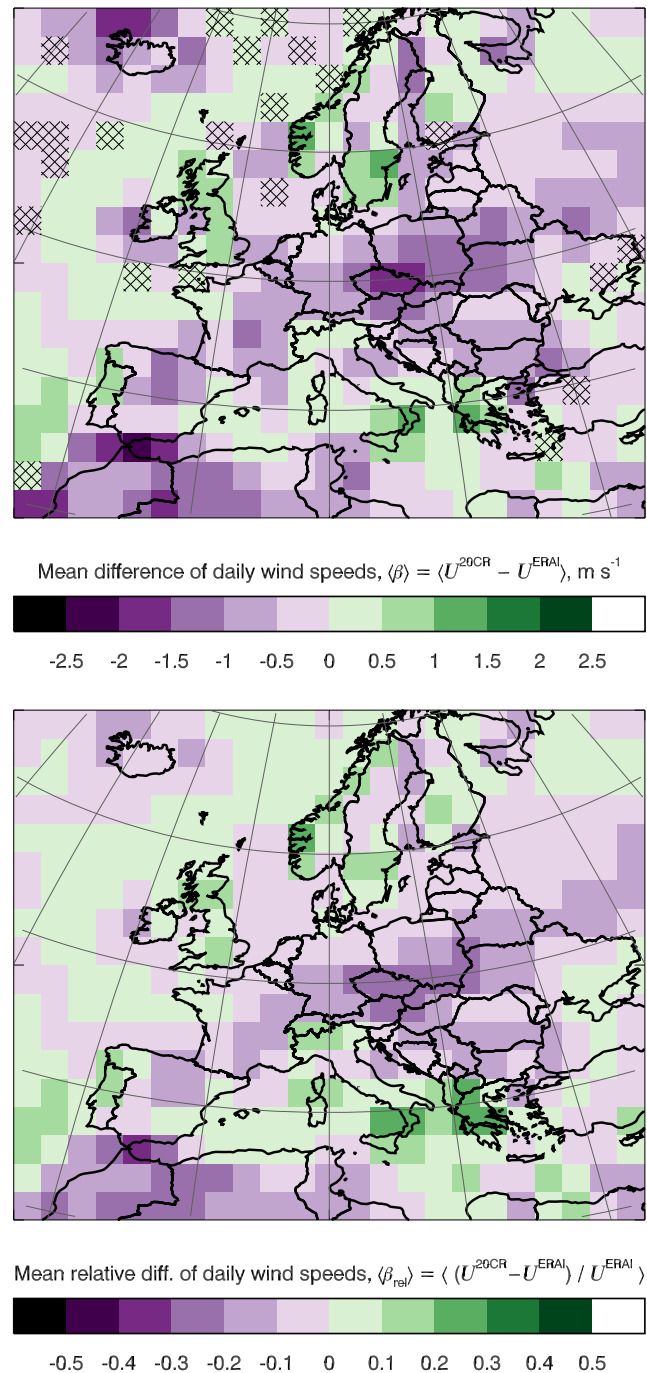 Mean difference of daily wind speeds, ⟨β⟩ = ⟨U^20CR − U^ERAI⟩, m s^-1
-2.5 -2 -1.5 -1 -0.5 0 0.5 1 1.5 2 2.5
Mean relative diff. of daily wind speeds, ⟨β_rel⟩ = ⟨ (U^20CR − U^ERAI) / U^ERAI ⟩
-0.5 -0.4 -0.3 -0.2 -0.1 0 0.1 0.2 0.3 0.4 0.5